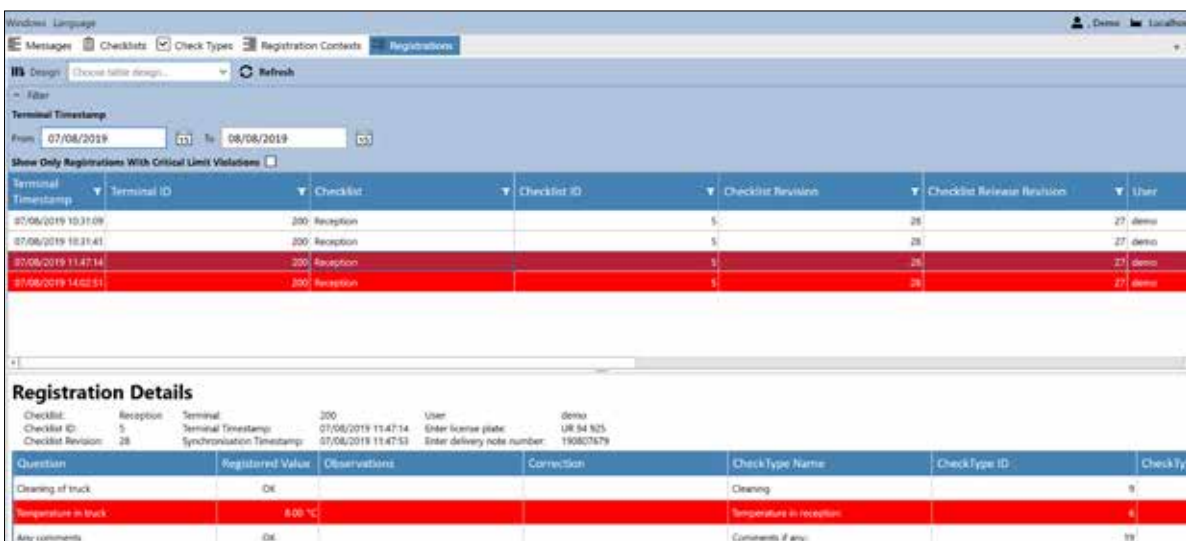 Windows Language , Demo Localhos
Messages Checklists Check Types Registration Contexts Registrations
Design Choose table design... Refresh
Filter
Terminal Timestamp
From 07/08/2019 15 To 08/08/2019 15
Show Only Registrations With Critical Limit Violations
Terminal Timestamp Terminal ID Checklist Checklist ID Checklist Revision Checklist Release Revision User
07/08/2019 10:31:09 200 Reception 5 28 27 demo
07/08/2019 10:31:41 200 Reception 5 28 27 demo
07/08/2019 11:47:14 200 Reception 5 28 27 demo
07/08/2019 14:02:51 200 Reception 5 28 27 demo
Registration Details
Checklist: Reception Terminal: 200 User demo
Checklist ID: 5 Terminal Timestamp: 07/08/2019 11:47:14 Enter license plate: UR 94 925
Checklist Revision: 28 Synchronisation Timestamp: 07/08/2019 11:47:53 Enter delivery note number: 190807679
Question Registered Value Observations Correction CheckType Name CheckType ID CheckTy
Cleaning of truck OK Cleaning 9
Temperature in truck 8.00 °C Temperature in reception 6
Any comments OK Comments if any: 19